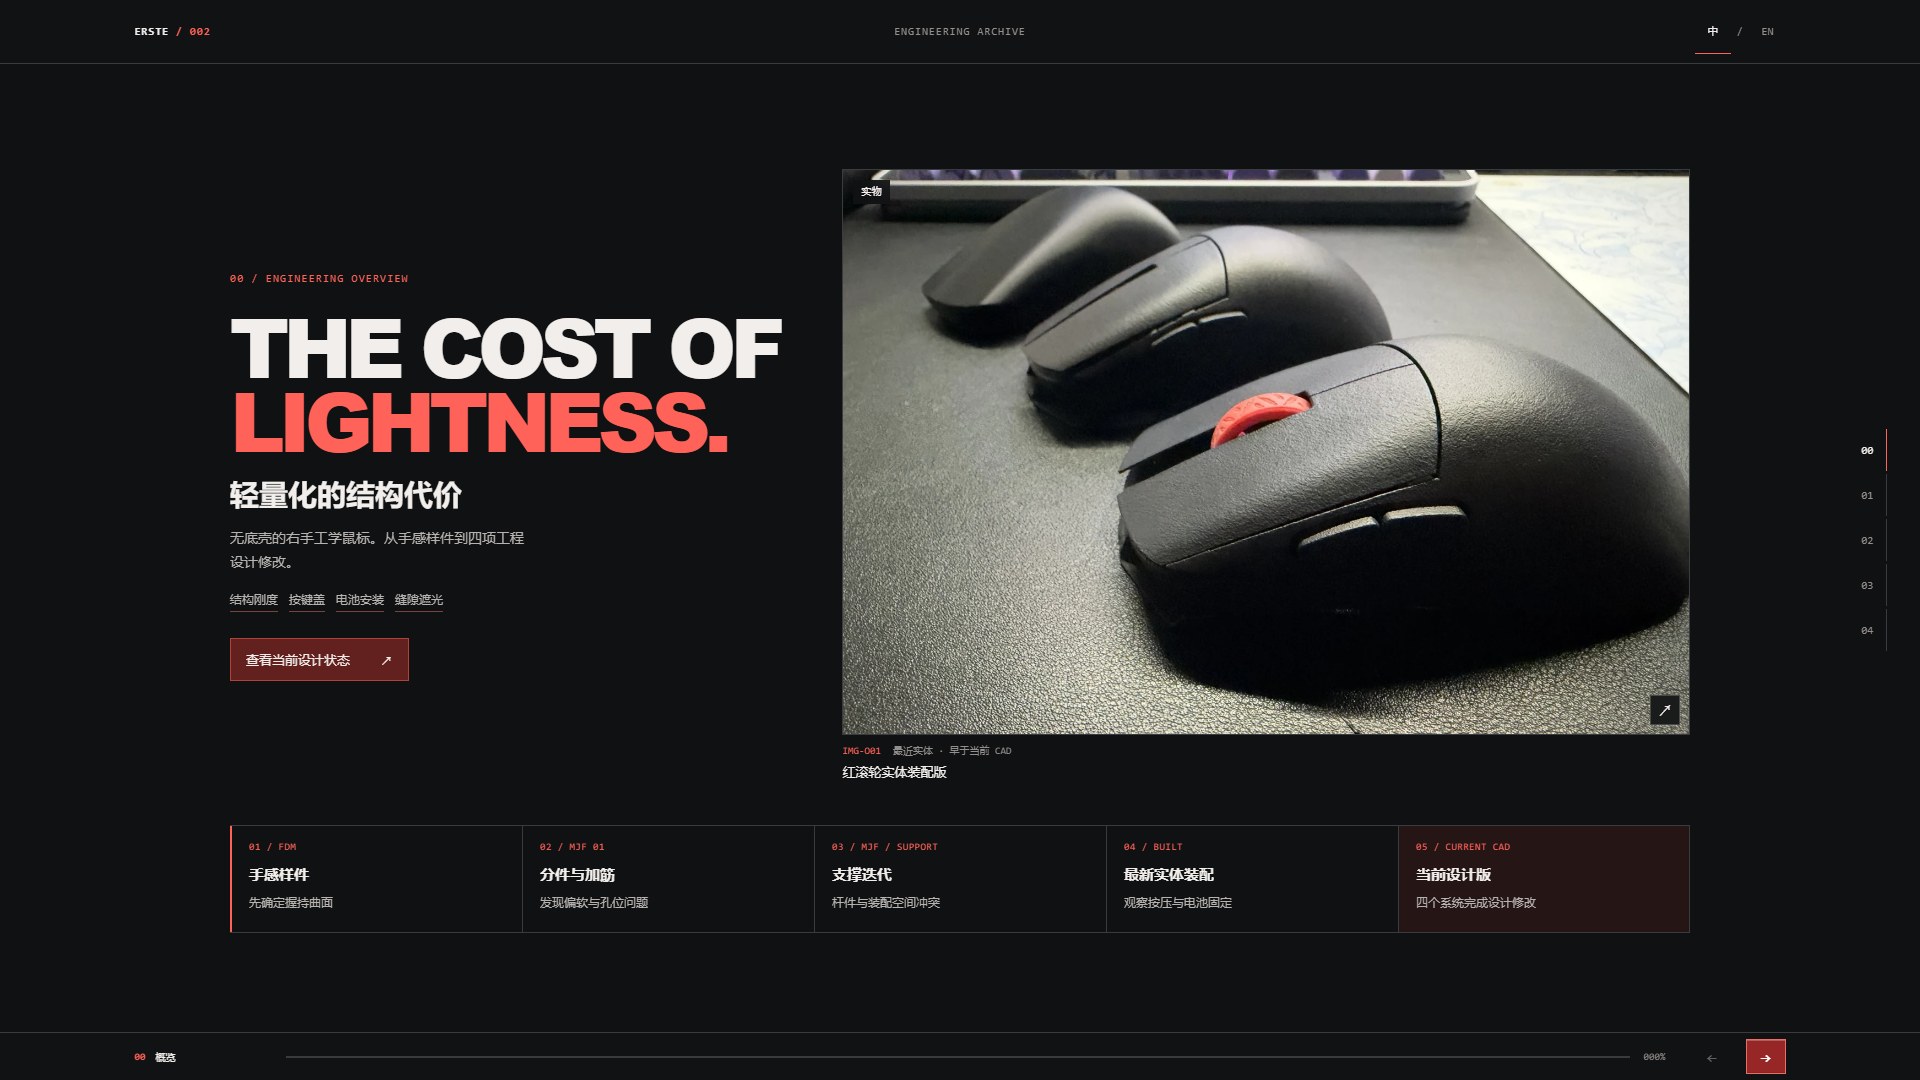 ERSTE / 002
ENGINEERING ARCHIVE
中 / EN
00 / ENGINEERING OVERVIEW
THE COST OF
LIGHTNESS.
轻量化的结构代价
无底壳的右手工学鼠标。从手感样件到四项工程
设计修改。
结构刚度 按键盖 电池安装 缝隙遮光
查看当前设计状态 ↗
实物
↗
IMG-001 最近实体 · 早于当前 CAD
红滚轮实体装配版
00
01
02
03
04
01 / FDM
手感样件
先确定握持曲面
02 / MJF 01
分件与加筋
发现偏软与孔位问题
03 / MJF / SUPPORT
支撑迭代
杆件与装配空间冲突
04 / BUILT
最新实体装配
观察按压与电池固定
05 / CURRENT CAD
当前设计版
四个系统完成设计修改
00 概览
000% ← →